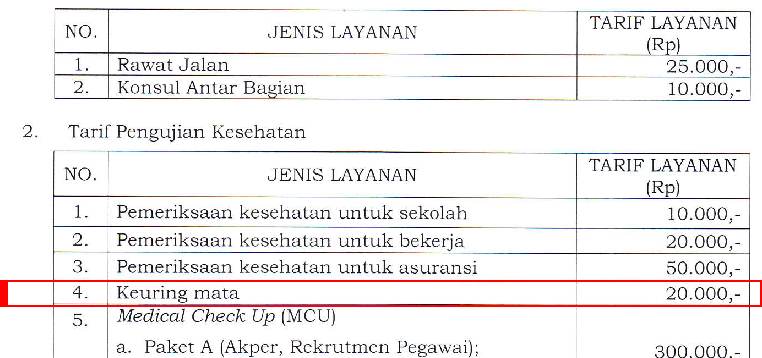 NO. JENIS LAYANAN TARIF LAYANAN (Rp)
1. Rawat Jalan 25.000,-
2. Konsul Antar Bagian 10.000,-
2. Tarif Pengujian Kesehatan
NO. JENIS LAYANAN TARIF LAYANAN (Rp)
1. Pemeriksaan kesehatan untuk sekolah 10.000,-
2. Pemeriksaan kesehatan untuk bekerja 20.000,-
3. Pemeriksaan kesehatan untuk asuransi 50.000,-
4. Keuring mata 20.000,-
5. Medical Check Up (MCU)
a. Paket A (Akper, Rekrutmen Pegawai); 300.000,-